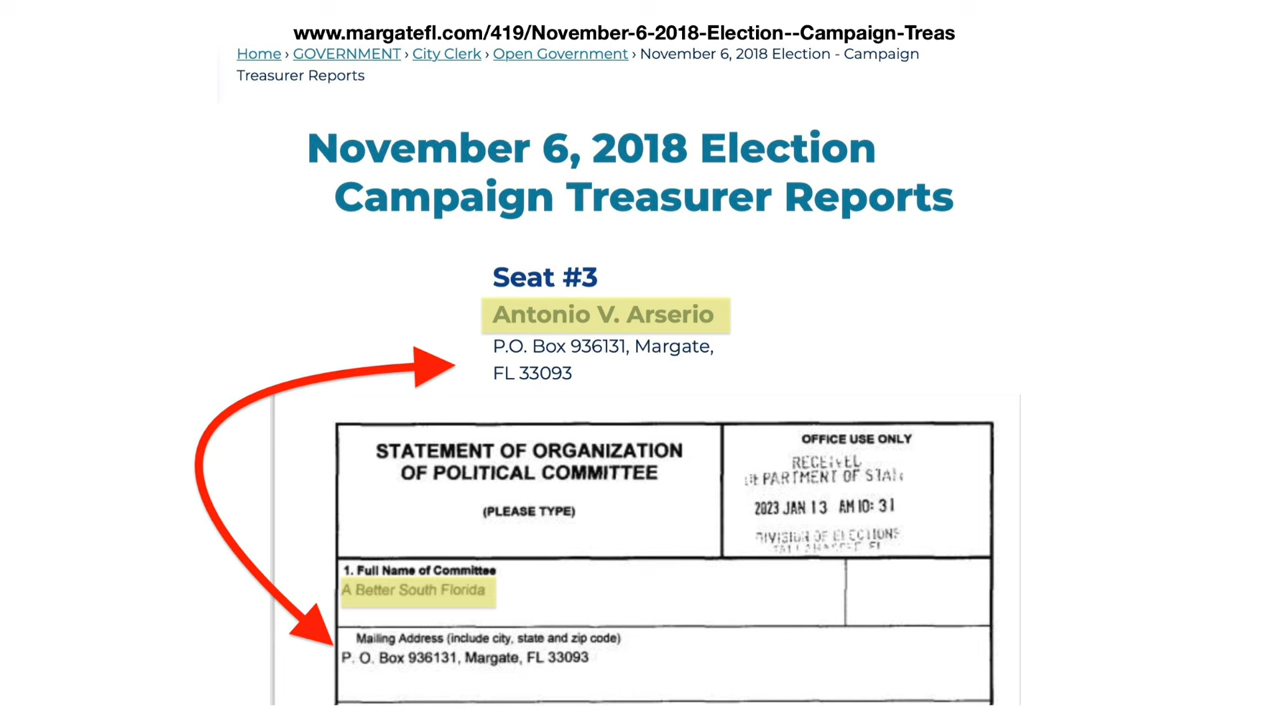 www.margatefl.com/419/November-6-2018-Election--Campaign-Treas
Home › GOVERNMENT › City Clerk › Open Government › November 6, 2018 Election - Campaign
Treasurer Reports
November 6, 2018 Election
Campaign Treasurer Reports
Seat #3
Antonio V. Arserio
P.O. Box 936131, Margate,
FL 33093
STATEMENT OF ORGANIZATION
OF POLITICAL COMMITTEE
(PLEASE TYPE)
OFFICE USE ONLY
RECEIVED
DEPARTMENT OF STATE
2023 JAN 13 AM 10:31
DIVISION OF ELECTIONS
TALLAHASSEE FL
1. Full Name of Committee
A Better South Florida
Mailing Address (include city, state and zip code)
P. O. Box 936131, Margate, FL 33093